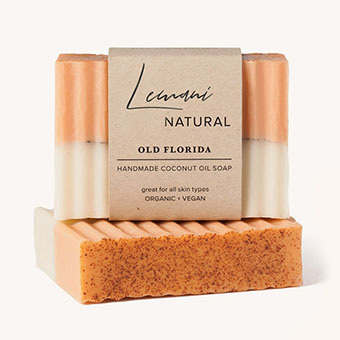 Lemani
NATURAL
OLD FLORIDA
HANDMADE COCONUT OIL SOAP
great for all skin types
ORGANIC + VEGAN